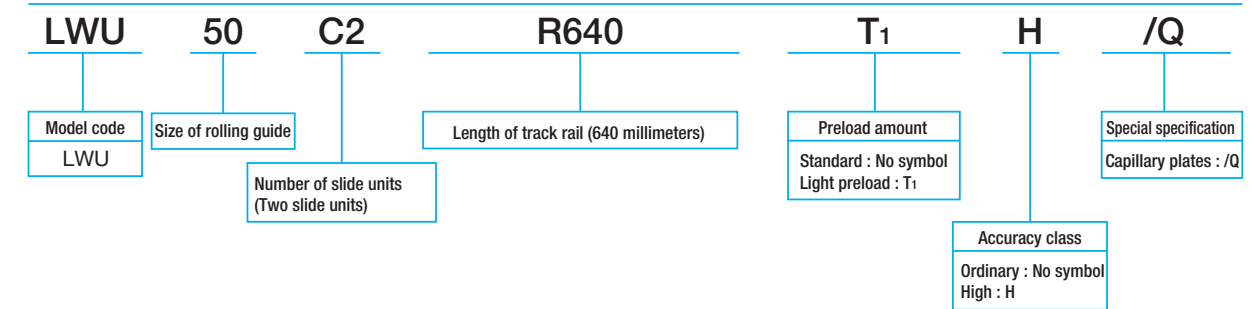 LWU 50 C2 R640 T1 H /Q
Model code
LWU
Size of rolling guide
Number of slide units
(Two slide units)
Length of track rail (640 millimeters)
Preload amount
Standard : No symbol
Light preload : T1
Accuracy class
Ordinary : No symbol
High : H
Special specification
Capillary plates : /Q